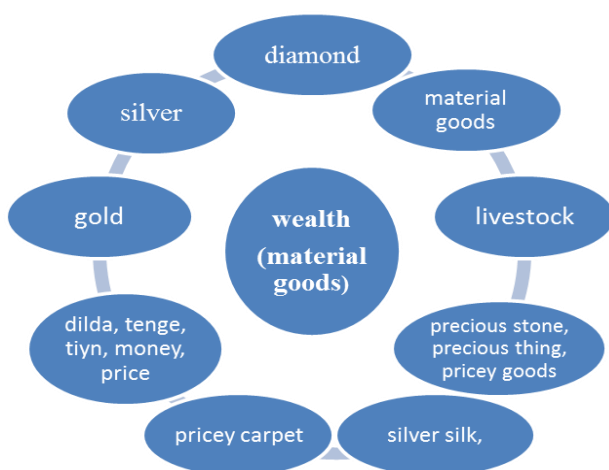 diamond
material
goods
livestock
precious stone,
precious thing,
pricey goods
silver silk,
pricey carpet
dilda, tenge,
tiyn, money,
price
gold
silver
wealth
(material
goods)